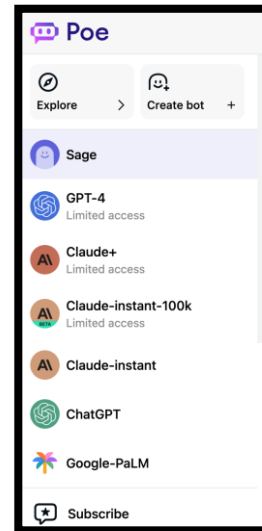 Poe
Explore
Create bot +
Sage
GPT-4
Limited access
Claude+
Limited access
Claude-instant-100k
BETA
Limited access
Claude-instant
ChatGPT
Google-PaLM
Subscribe